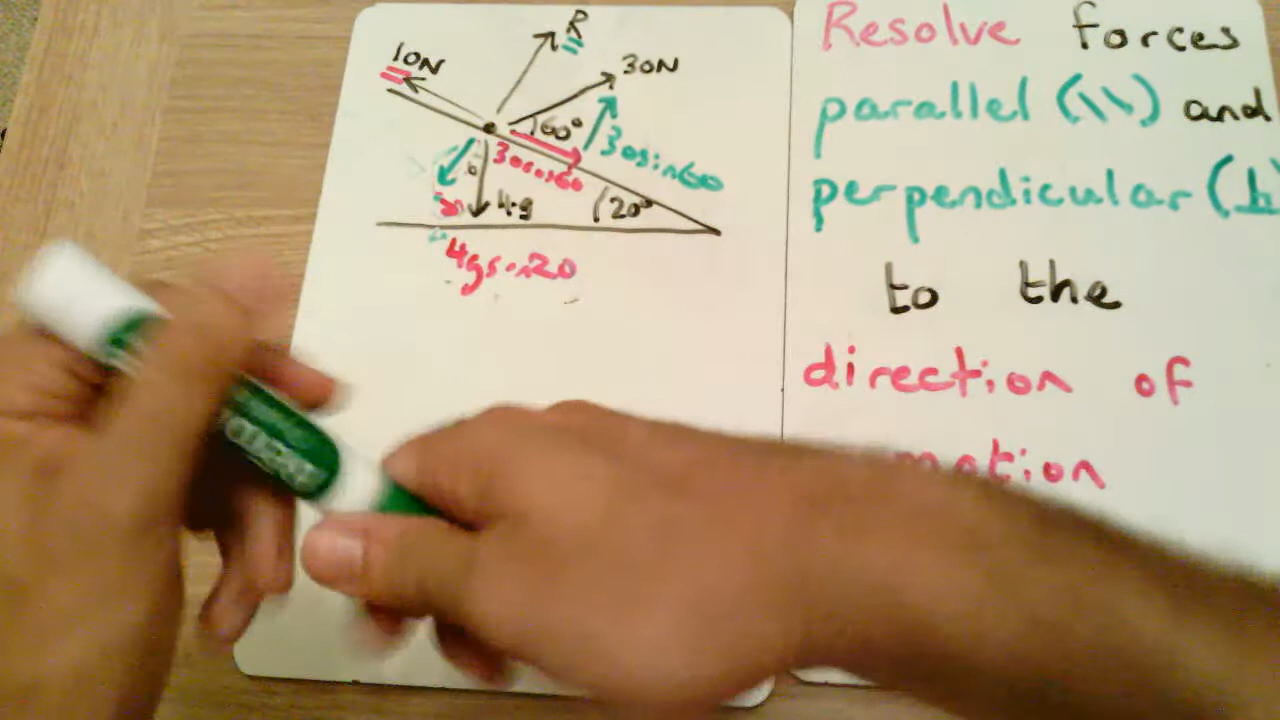 10N
R
30N
60°
30sin60
30cos60
4g
20°
4gsin20
Resolve forces
parallel (\\) and
perpendicular (⊥)
to the
direction of
motion